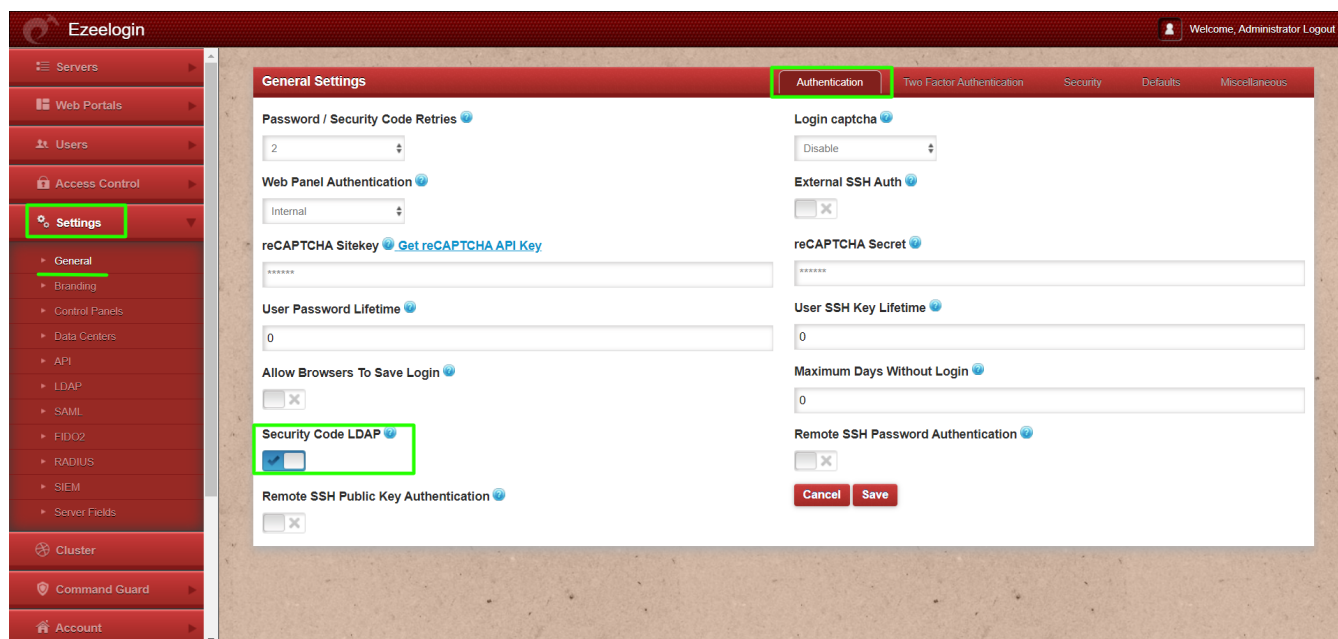 Ezeelogin
Welcome, Administrator Logout
Servers
Web Portals
Users
Access Control
Settings
General
Branding
Control Panels
Data Centers
API
LDAP
SAML
FIDO2
RADIUS
SIEM
Server Fields
Cluster
Command Guard
Account
General Settings
Authentication
Two Factor Authentication
Security
Defaults
Miscellaneous
Password / Security Code Retries
2
Login captcha
Disable
Web Panel Authentication
Internal
External SSH Auth
reCAPTCHA Sitekey Get reCAPTCHA API Key
******
reCAPTCHA Secret
******
User Password Lifetime
0
User SSH Key Lifetime
0
Allow Browsers To Save Login
Maximum Days Without Login
0
Security Code LDAP
Remote SSH Password Authentication
Remote SSH Public Key Authentication
Cancel
Save